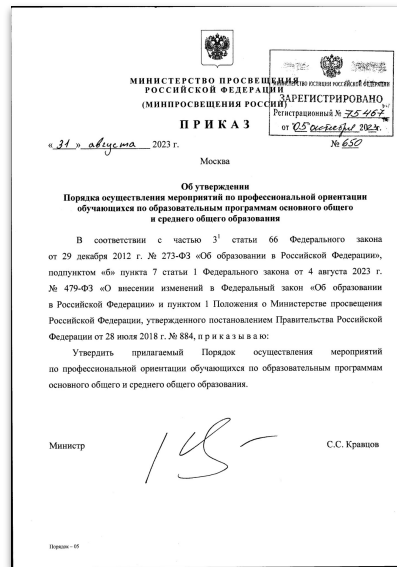 МИНИСТЕРСТВО ПРОСВЕЩЕНИЯ
РОССИЙСКОЙ ФЕДЕРАЦИИ
(МИНПРОСВЕЩЕНИЯ РОССИИ)
МИНИСТЕРСТВО ЮСТИЦИИ РОССИЙСКОЙ ФЕДЕРАЦИИ
ЗАРЕГИСТРИРОВАНО
Регистрационный № 75467
от "05 октября 2023г.
ПРИКАЗ
«31» августа 2023 г.
№ 650
Москва
Об утверждении
Порядка осуществления мероприятий по профессиональной ориентации
обучающихся по образовательным программам основного общего
и среднего общего образования
В соответствии с частью 3¹ статьи 66 Федерального закона
от 29 декабря 2012 г. № 273-ФЗ «Об образовании в Российской Федерации»,
подпунктом «б» пункта 7 статьи 1 Федерального закона от 4 августа 2023 г.
№ 479-ФЗ «О внесении изменений в Федеральный закон «Об образовании
в Российской Федерации» и пунктом 1 Положения о Министерстве просвещения
Российской Федерации, утвержденного постановлением Правительства Российской
Федерации от 28 июля 2018 г. № 884, п р и к а з ы в а ю:
Утвердить прилагаемый Порядок осуществления мероприятий
по профессиональной ориентации обучающихся по образовательным программам
основного общего и среднего общего образования.
Министр
С.С. Кравцов
Порядок – 05